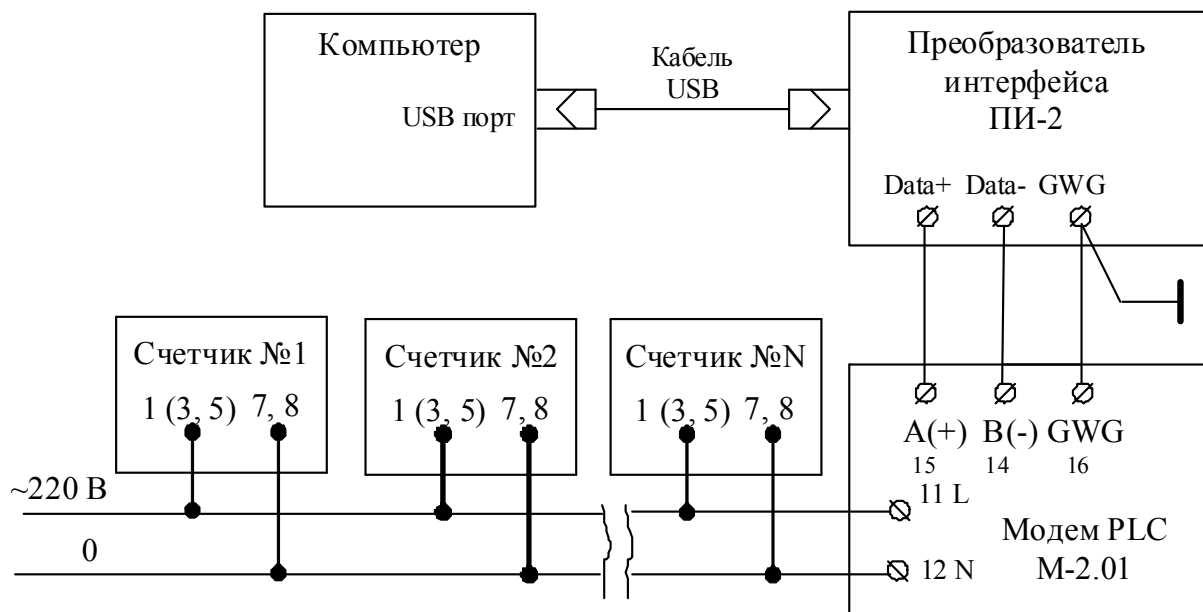 Компьютер
USB порт
Кабель
USB
Преобразователь
интерфейса
ПИ-2
Data+ Data- GWG
Счетчик №1
1 (3, 5) 7, 8
Счетчик №2
1 (3, 5) 7, 8
Счетчик №N
1 (3, 5) 7, 8
A(+) B(-) GWG
15 14 16
~220 В
11 L
0
12 N
Модем PLC
М-2.01